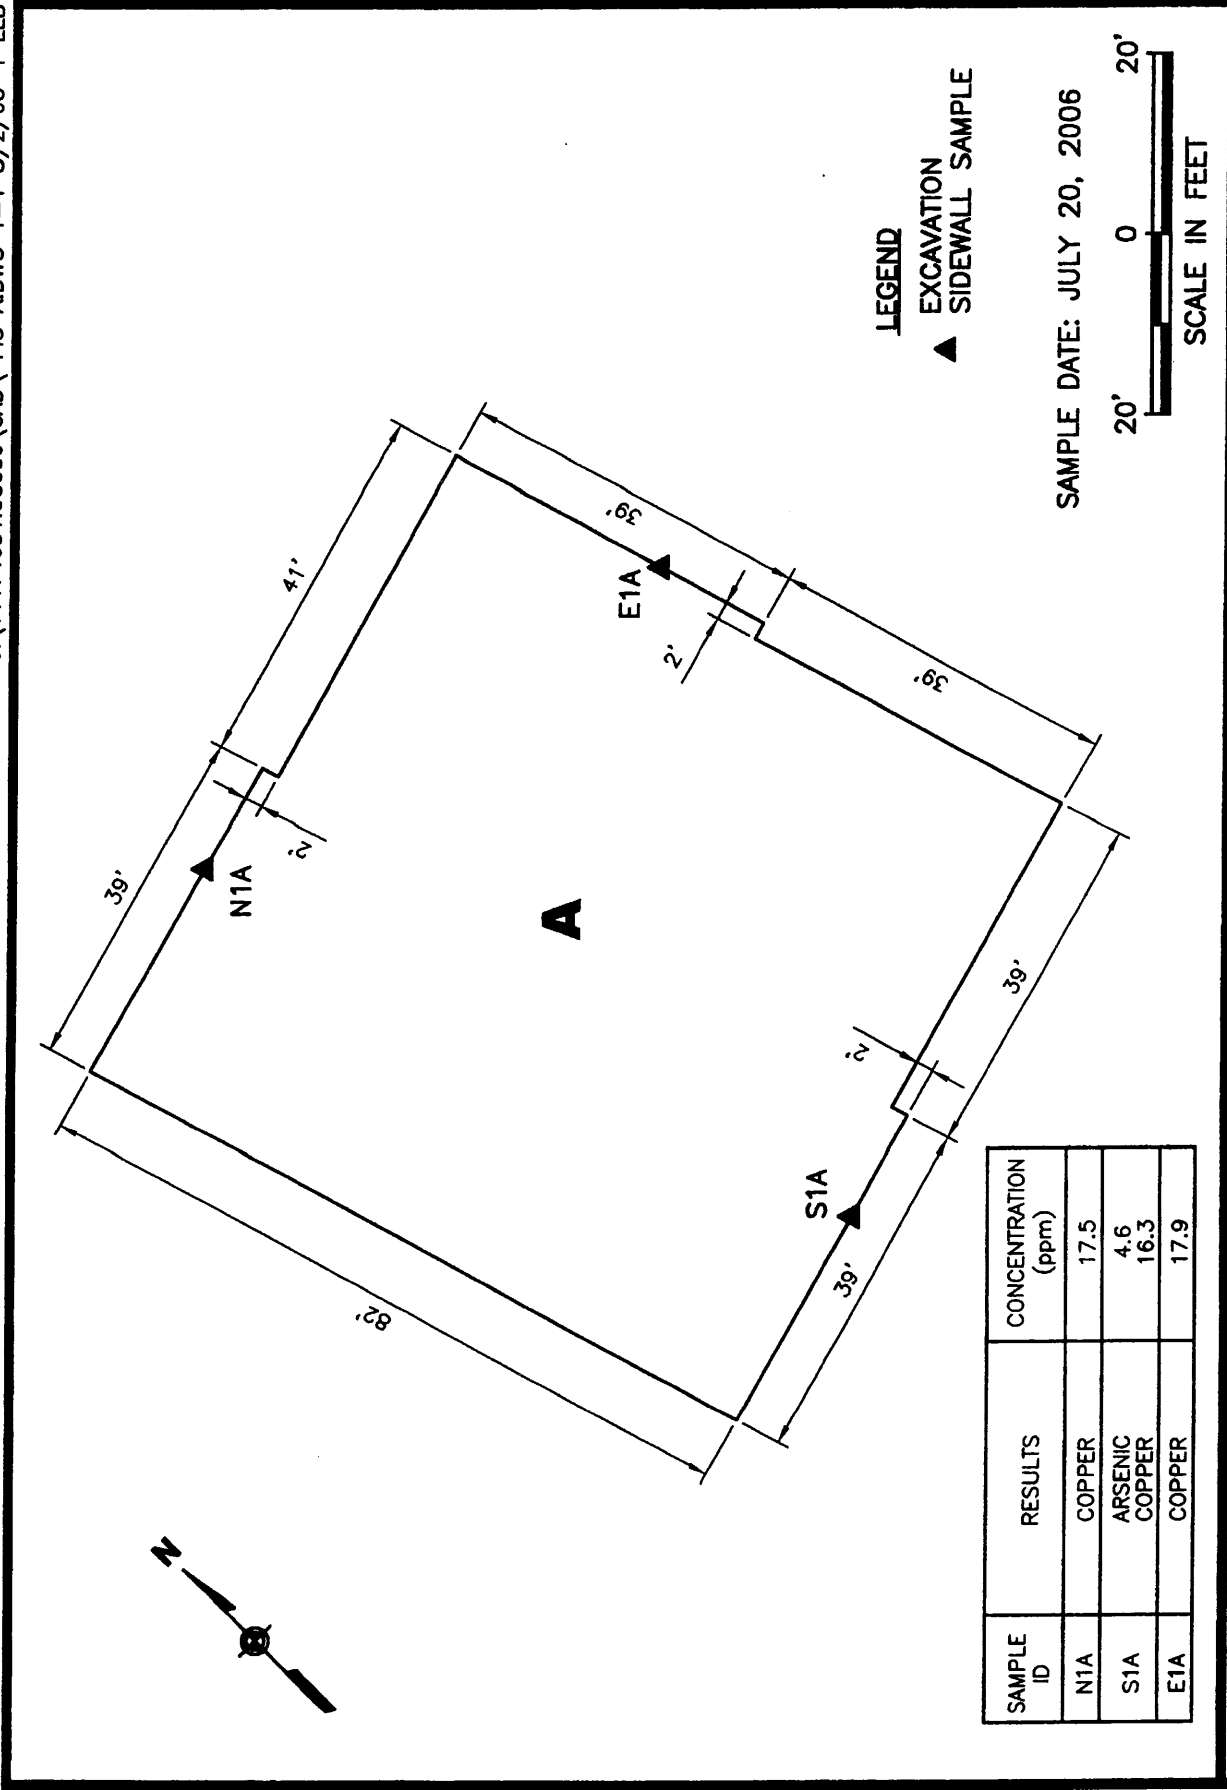 N
39'
41'
N1A
2'
39'
E1A
2'
39'
A
82'
S1A
2'
39'
39'
LEGEND
▲ EXCAVATION
SIDEWALL SAMPLE
SAMPLE DATE: JULY 20, 2006
20' 0 20'
SCALE IN FEET
SAMPLE ID RESULTS CONCENTRATION (ppm)
N1A COPPER 17.5
S1A ARSENIC 4.6
COPPER 16.3
E1A COPPER 17.9